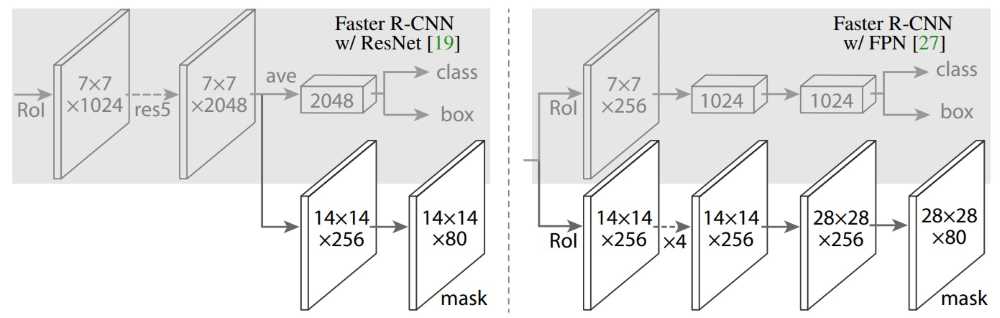 Faster R-CNN
w/ ResNet [19]
RoI
7×7
×1024
res5
7×7
×2048
ave
2048
class
box
14×14
×256
14×14
×80
mask
Faster R-CNN
w/ FPN [27]
RoI
7×7
×256
1024
1024
class
box
RoI
14×14
×256
×4
14×14
×256
28×28
×256
28×28
×80
mask